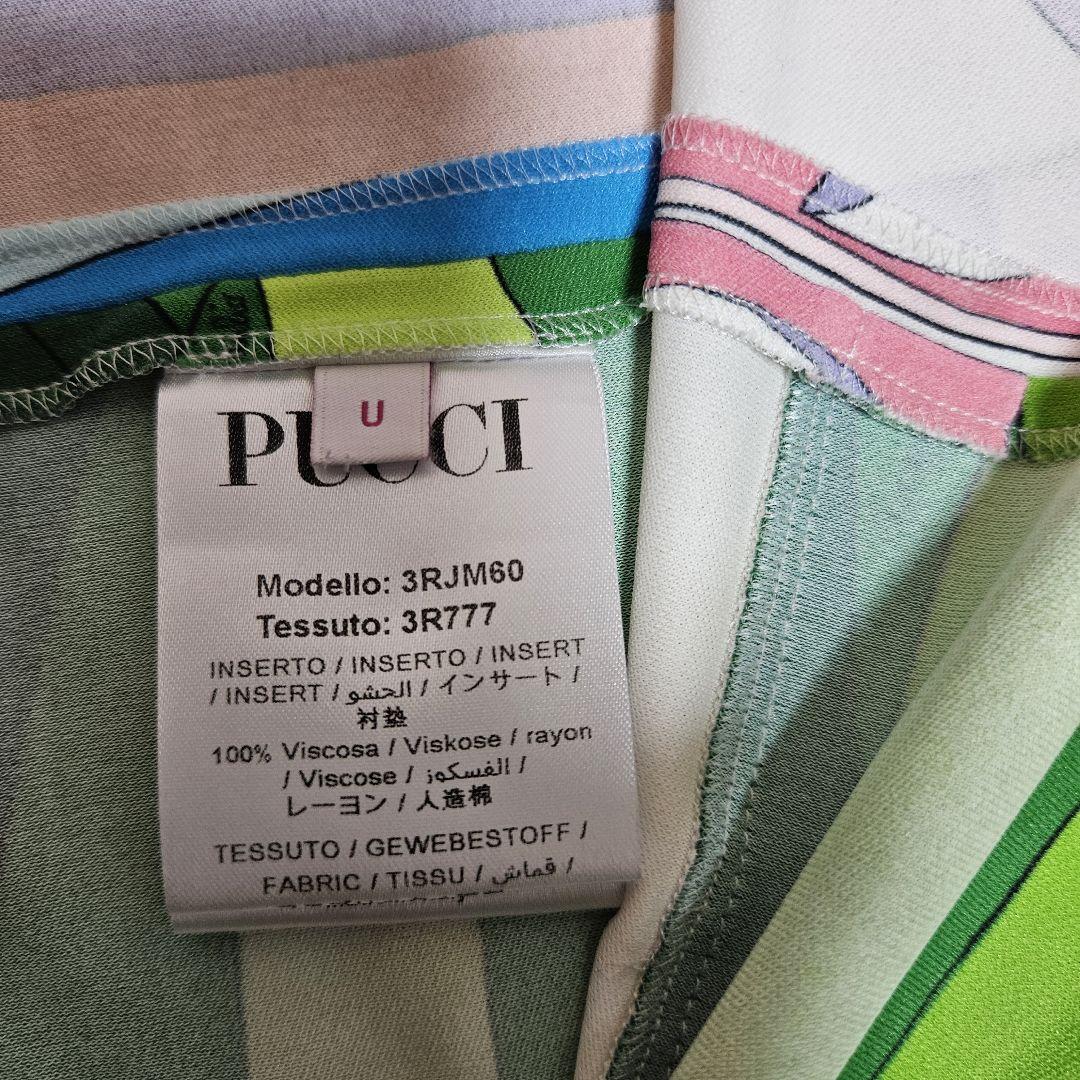 U
PUCCI
Modello: 3RJM60
Tessuto: 3R777
INSERTO / INSERTO / INSERT
/ INSERT / الحشو / インサート /
衬垫
100% Viscosa / Viskose / rayon
/ Viscose / الفسكوز /
レーヨン / 人造棉
TESSUTO / GEWEBESTOFF /
FABRIC / TISSU / قماش /